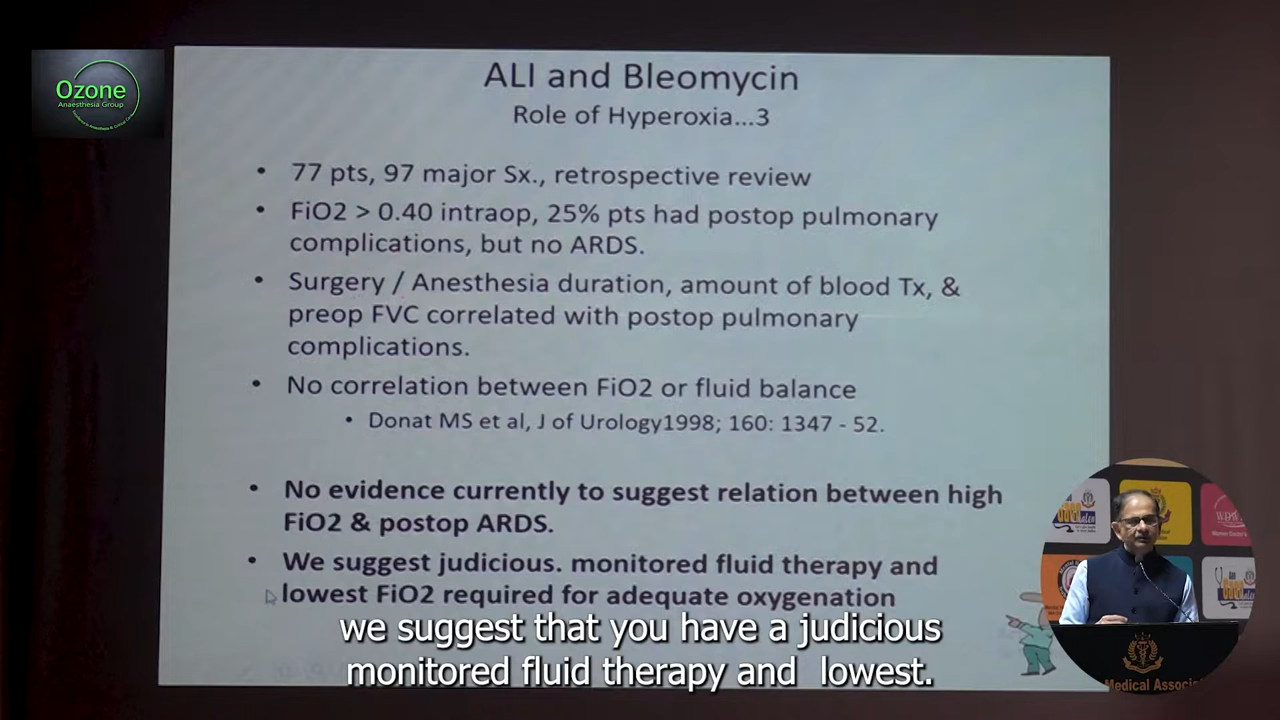 Ozone
Anaesthesia Group
ALI and Bleomycin
Role of Hyperoxia...3
• 77 pts, 97 major Sx., retrospective review
• FiO2 > 0.40 intraop, 25% pts had postop pulmonary
complications, but no ARDS.
• Surgery / Anesthesia duration, amount of blood Tx, &
preop FVC correlated with postop pulmonary
complications.
• No correlation between FiO2 or fluid balance
• Donat MS et al, J of Urology1998; 160: 1347 - 52.
• No evidence currently to suggest relation between high
FiO2 & postop ARDS.
• We suggest judicious. monitored fluid therapy and
lowest FiO2 required for adequate oxygenation
we suggest that you have a judicious
monitored fluid therapy and lowest.
WDW
Medical Associ